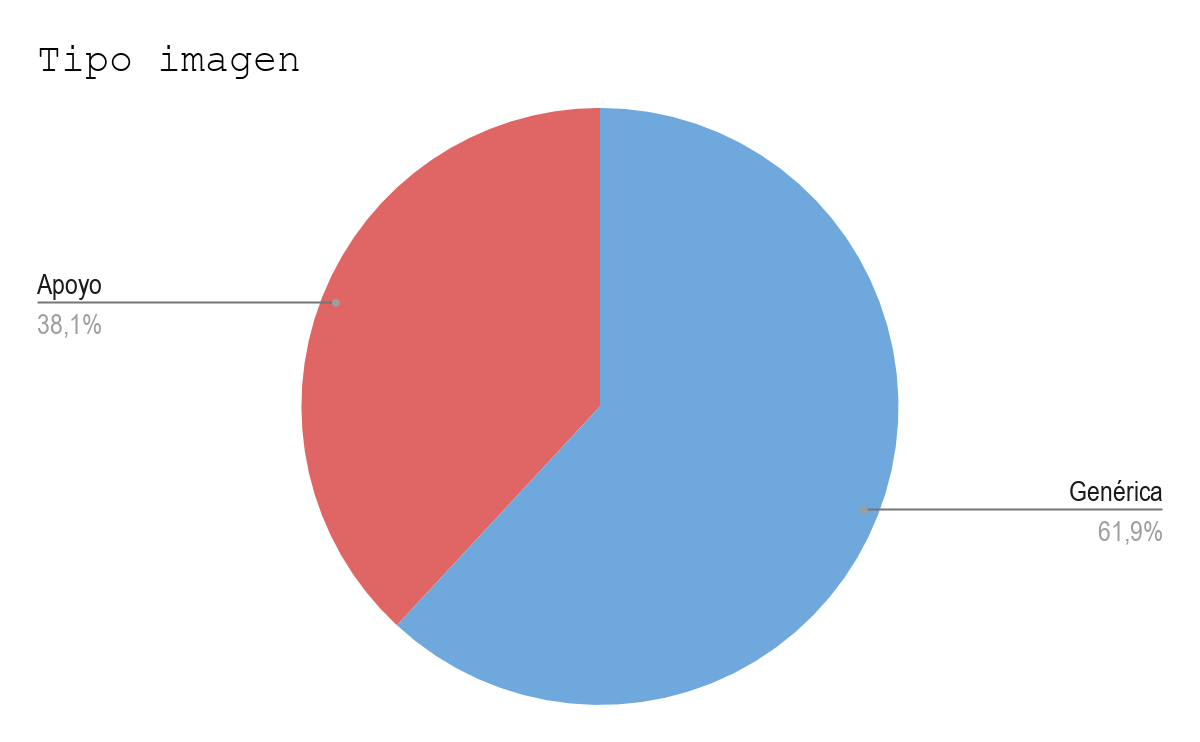 Tipo imagen
Apoyo
38,1%
Genérica
61,9%